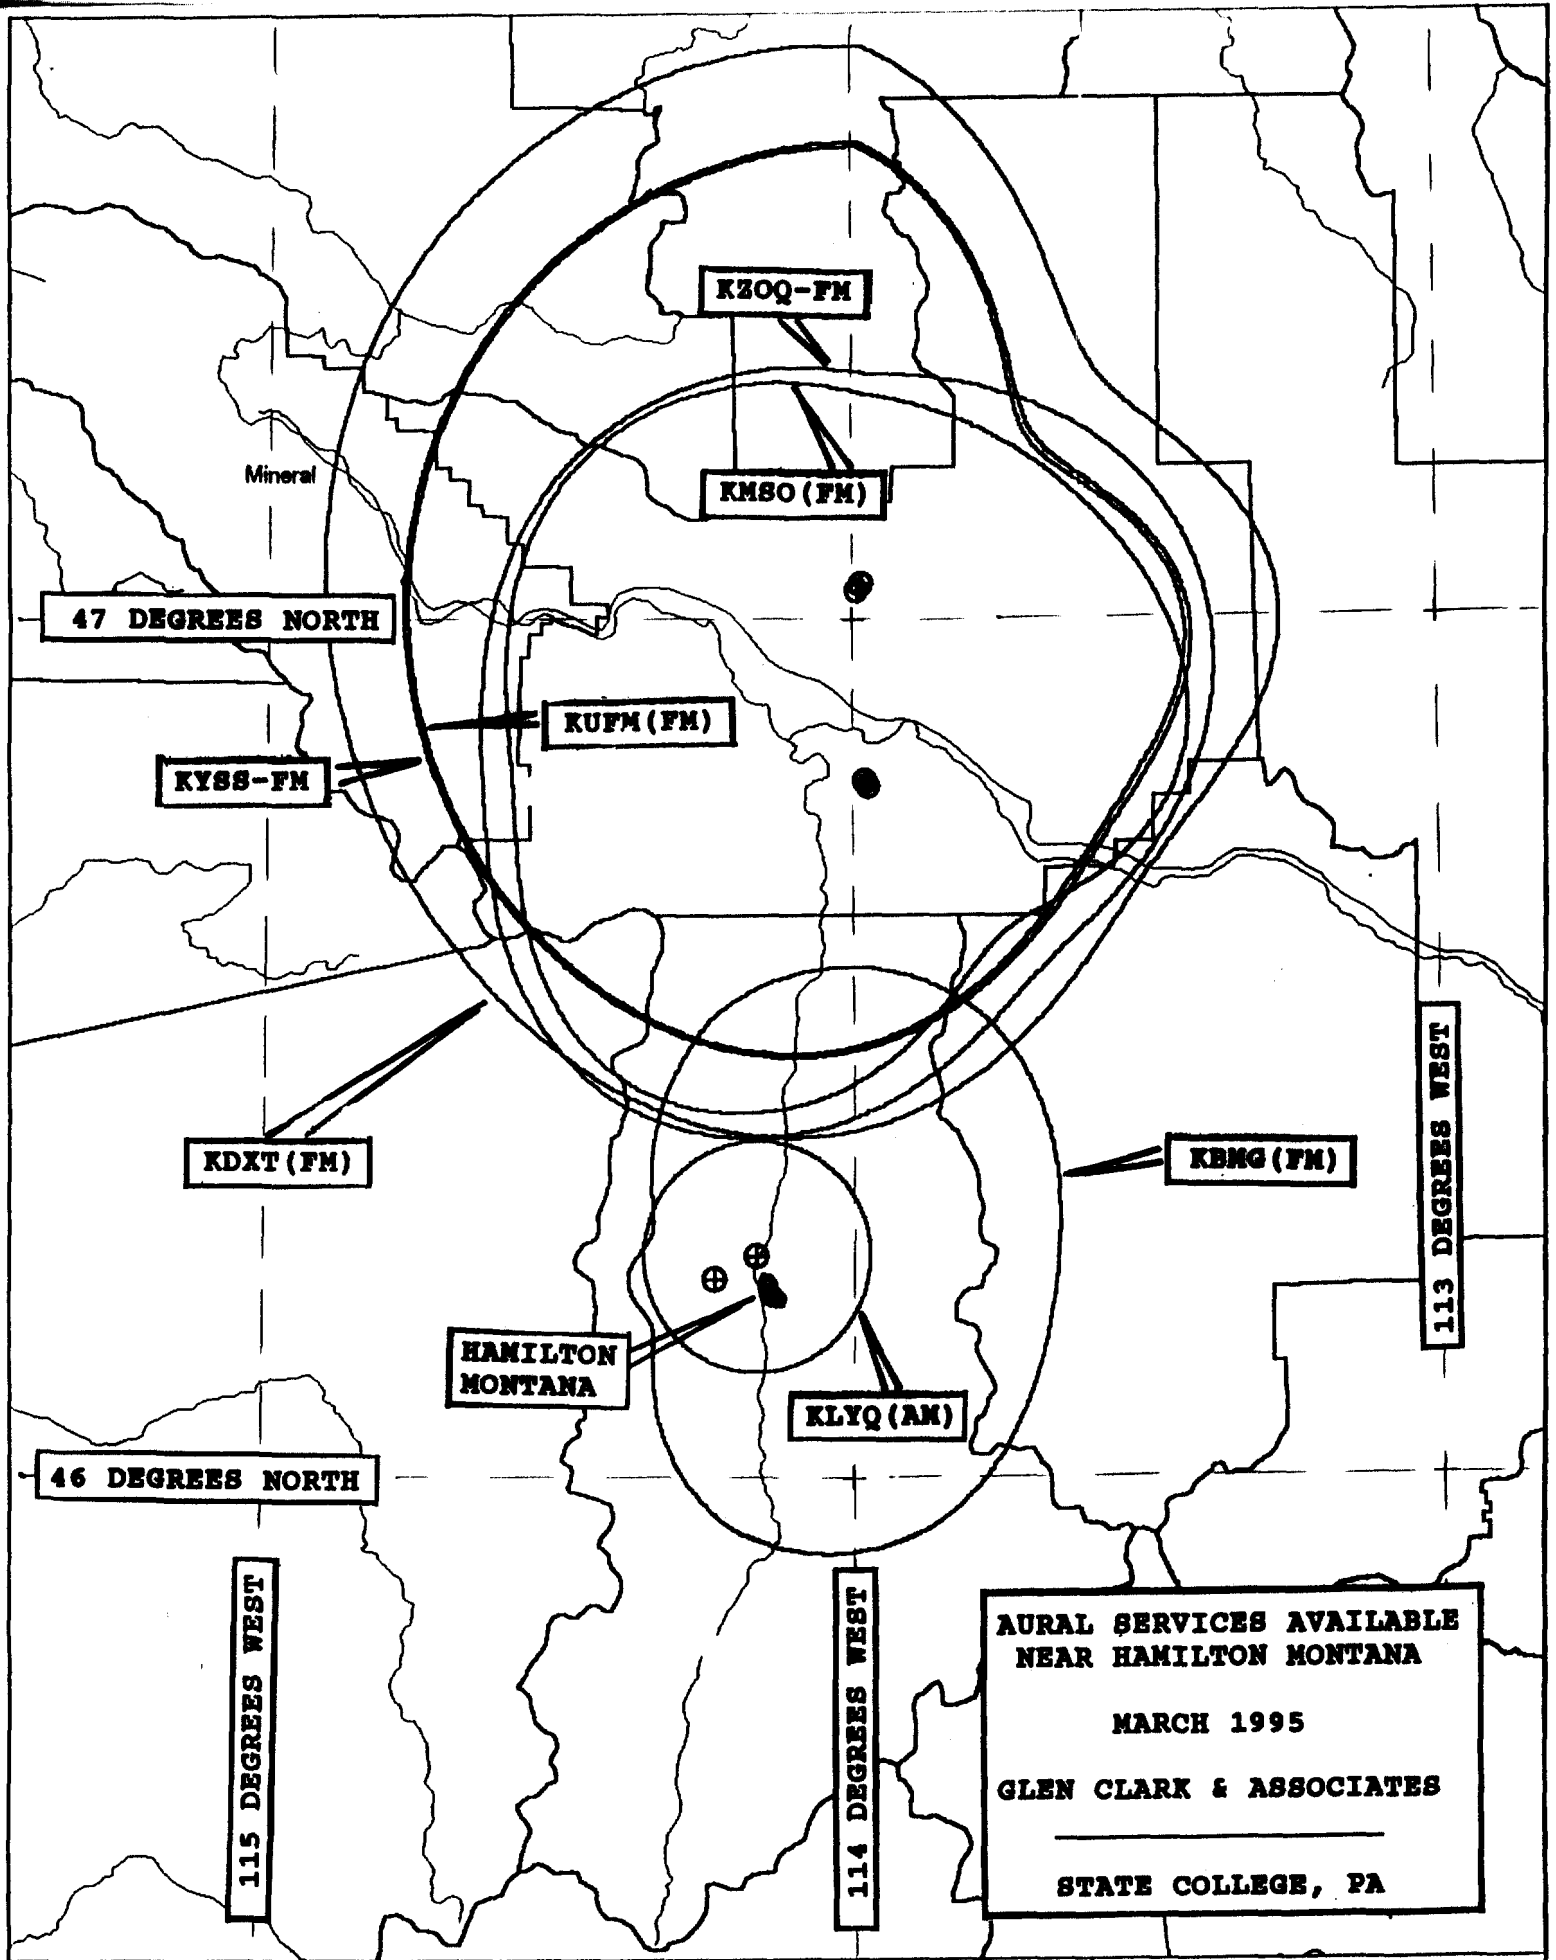 KZOQ-FM
Mineral
KMSO(FM)
47 DEGREES NORTH
KUFM(FM)
KYSS-FM
KDXT(FM)
KBMG(FM)
113 DEGREES WEST
HAMILTON
MONTANA
KLYQ(AM)
46 DEGREES NORTH
115 DEGREES WEST
114 DEGREES WEST
AURAL SERVICES AVAILABLE
NEAR HAMILTON MONTANA
MARCH 1995
GLEN CLARK & ASSOCIATES
STATE COLLEGE, PA